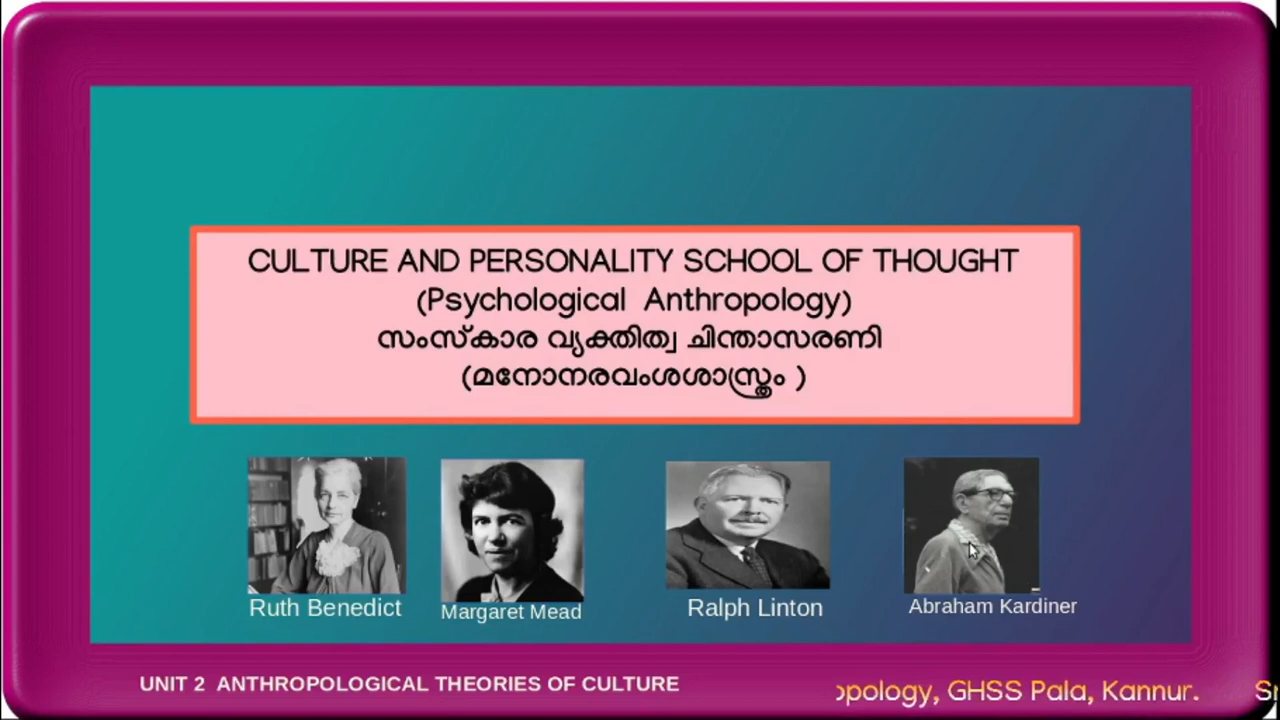 CULTURE AND PERSONALITY SCHOOL OF THOUGHT
(Psychological Anthropology)
സംസ്കാര വ്യക്തിത്വ ചിന്താസരണി
(മനോനരവംശശാസ്ത്രം )
Ruth Benedict
Margaret Mead
Ralph Linton
Abraham Kardiner
UNIT 2 ANTHROPOLOGICAL THEORIES OF CULTURE
GHSS Pala, Kannur.